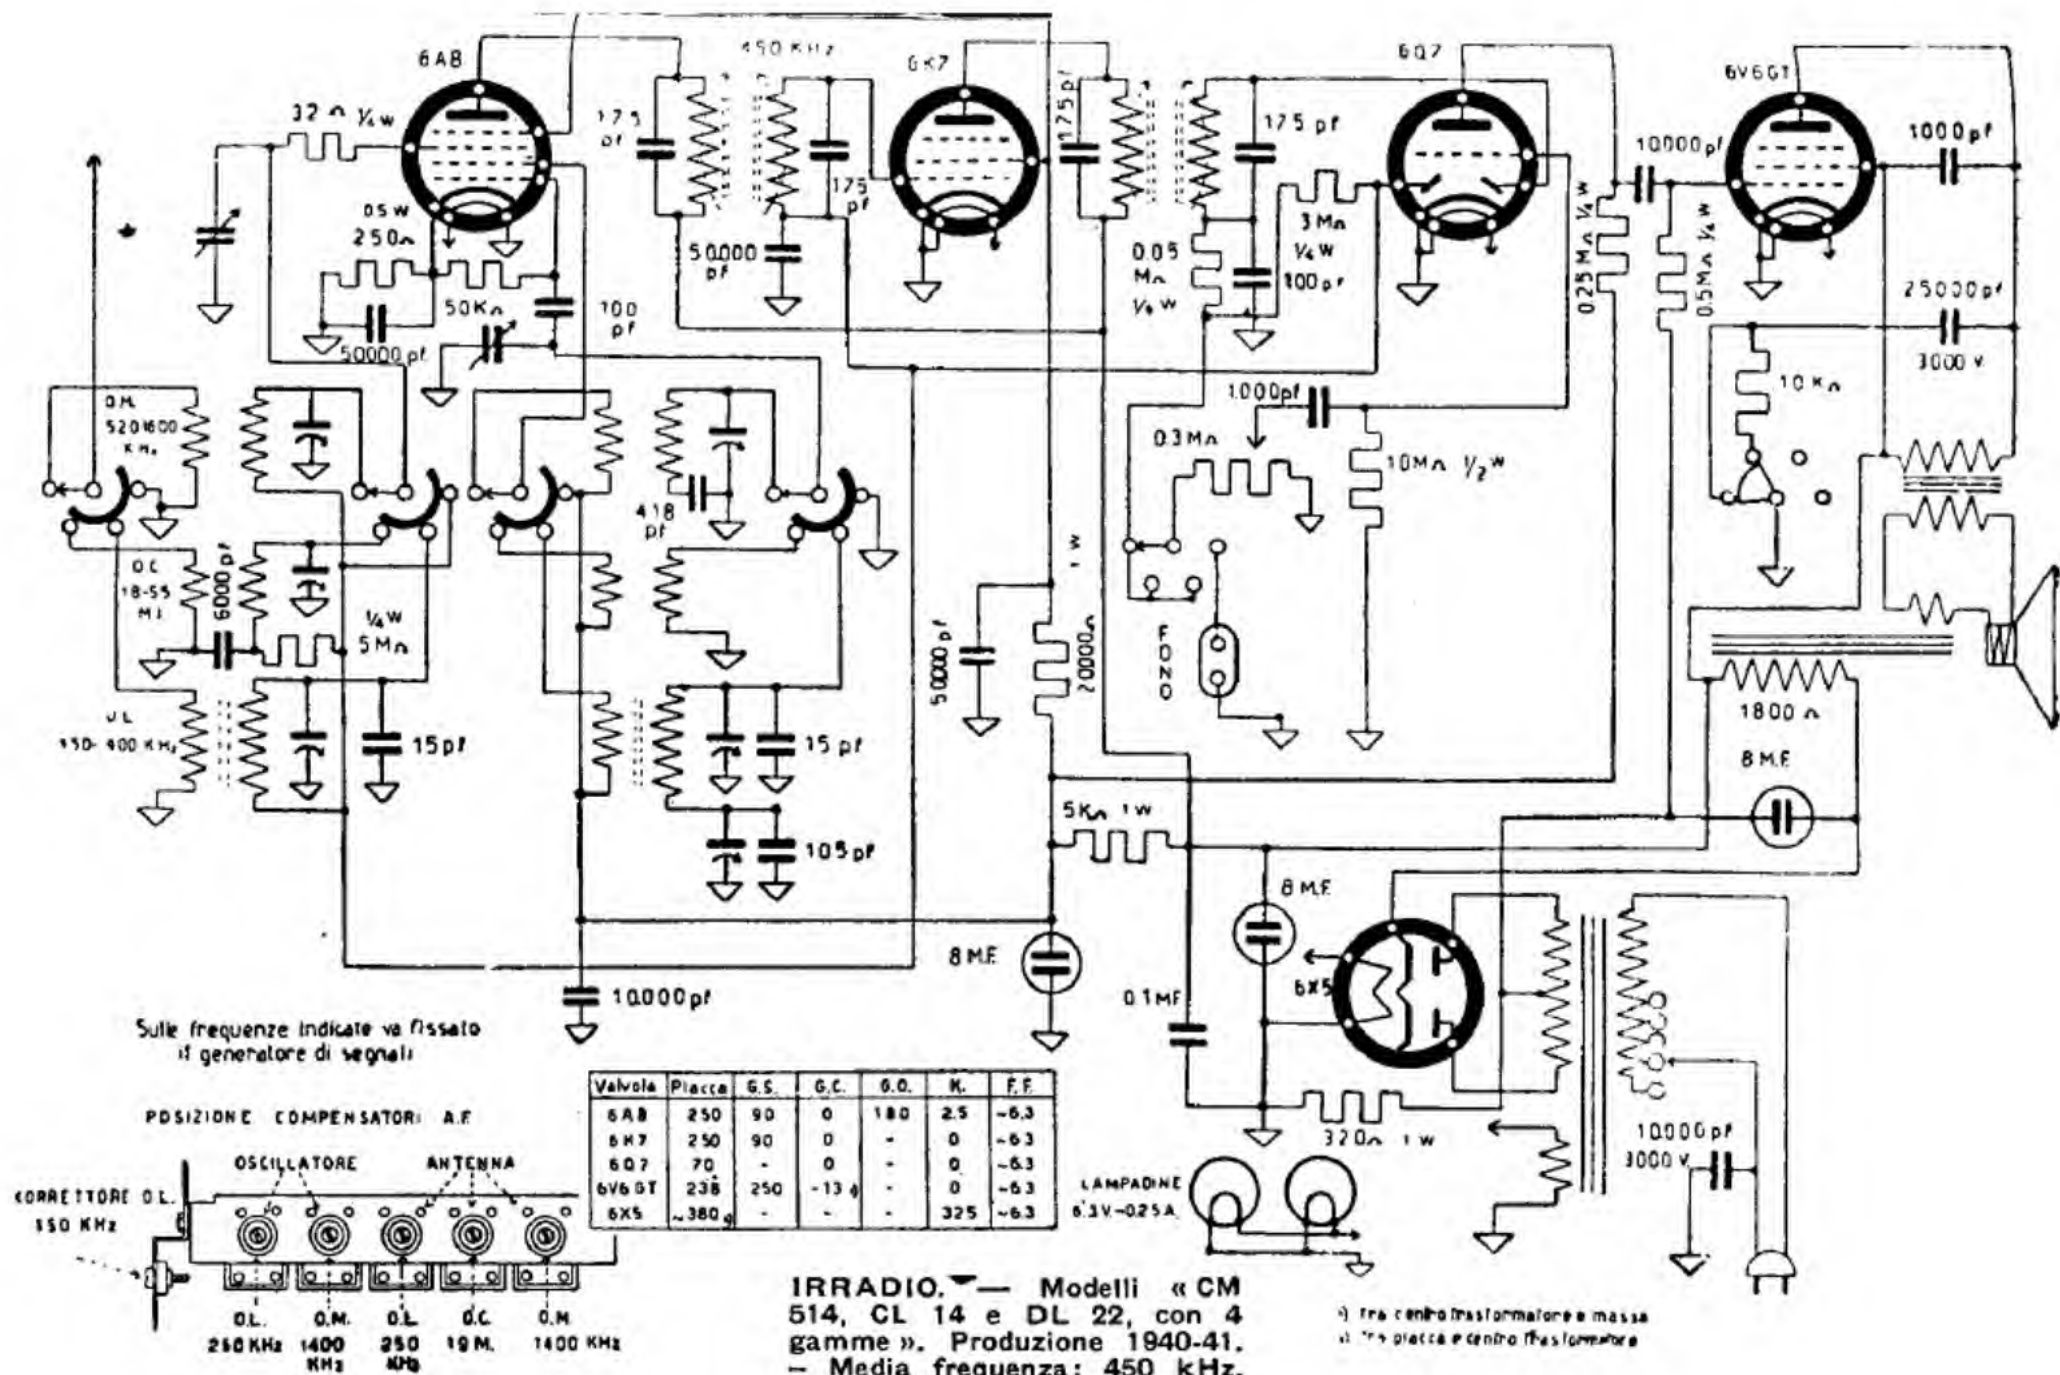 6A8
450 KHz
6K7
6Q7
6V6GT
32 Ω ¼ W
175 pf
175 pf
175 pf
175 pf
10.000 pf
1000 pf
0.5 W
250 Ω
50 KΩ
50000 pf
100 pf
50.000 pf
0.05 MΩ ¼ W
3 MΩ ¼ W
0.25 MΩ ¼ W
0.5 MΩ ¼ W
25000 pf
3000 V
10 KΩ
O.M.
520 1600
KHz
1.000 pf
0.3 MΩ
10 MΩ ½ W
418 pf
O.C.
18-55
6000 pf
¼ W
5 MΩ
50000 pf
1 W
20000 Ω
FONO
1800 Ω
8 M.F.
15 pf
15 pf
105 pf
5 KΩ 1 W
8 M.F.
8 M.F.
6X5
0.1 MF
10.000 pf
320 Ω 1 W
10.000 pf
3000 V
Sulle frequenze indicate va fissato
il generatore di segnali
Valvola Placca G.S. G.C. G.O. K. F.F.
6A8 250 90 0 180 2.5 ~6.3
6K7 250 90 0 - 0 ~6.3
6Q7 70 - 0 - 0 ~6.3
6V6GT 238 250 -13 - 0 ~6.3
6X5 ~380 - - - 325 ~6.3
POSIZIONE COMPENSATORI A.F.
OSCILLATORE ANTENNA
CORRETTORE O.L.
150 KHz
O.L. O.M. O.L. O.C. O.M.
250 KHz 1400 KHz 250 KHz 19 M. 1400 KHz
LAMPADINE
6.3V-0.25A
IRRADIO. — Modelli « CM
514, CL 14 e DL 22, con 4
gamme ». Produzione 1940-41.
- Media frequenza: 450 kHz.
Tra centro trasformatore e massa
Tra placca e centro trasformatore